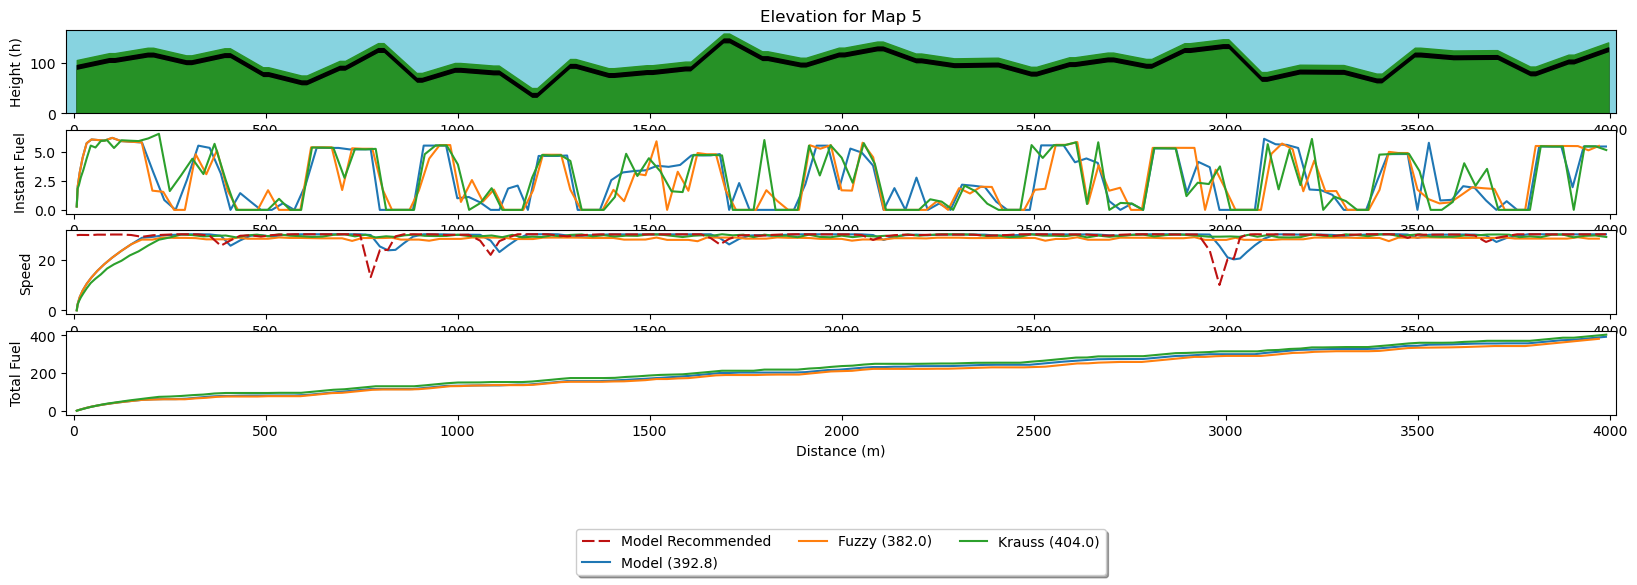 Elevation for Map 5
Height (h)
100
0
0 500 1000 1500 2000 2500 3000 3500 4000
Instant Fuel
5.0
2.5
0.0
0 500 1000 1500 2000 2500 3000 3500 4000
Speed
20
0
0 500 1000 1500 2000 2500 3000 3500 4000
Total Fuel
400
200
0
0 500 1000 1500 2000 2500 3000 3500 4000
Distance (m)
Model Recommended Fuzzy (382.0) Krauss (404.0)
Model (392.8)